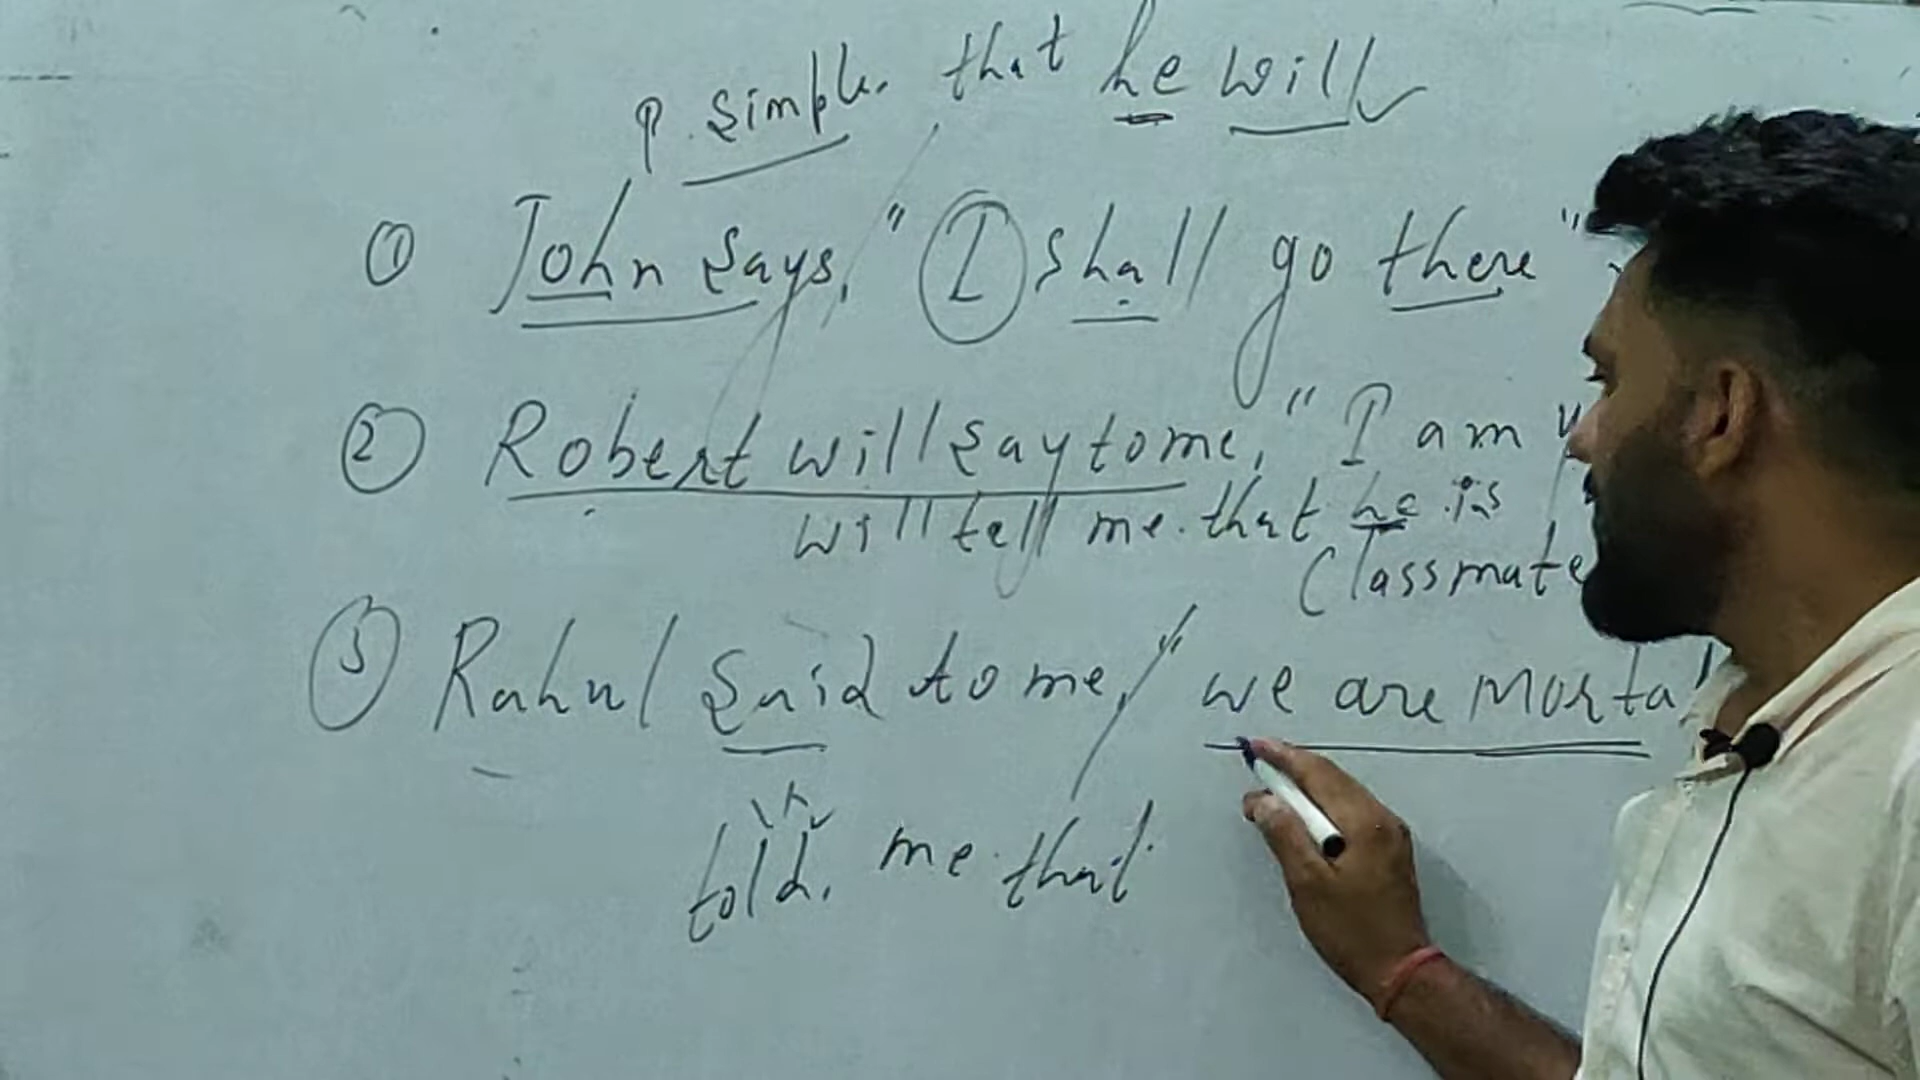 P. Simple. that he will
① John says, "I shall go there"
② Robert will say to me, "I am
will tell me. that he is
Classmate
③ Rahul Said to me, "we are Mortal
told. me that